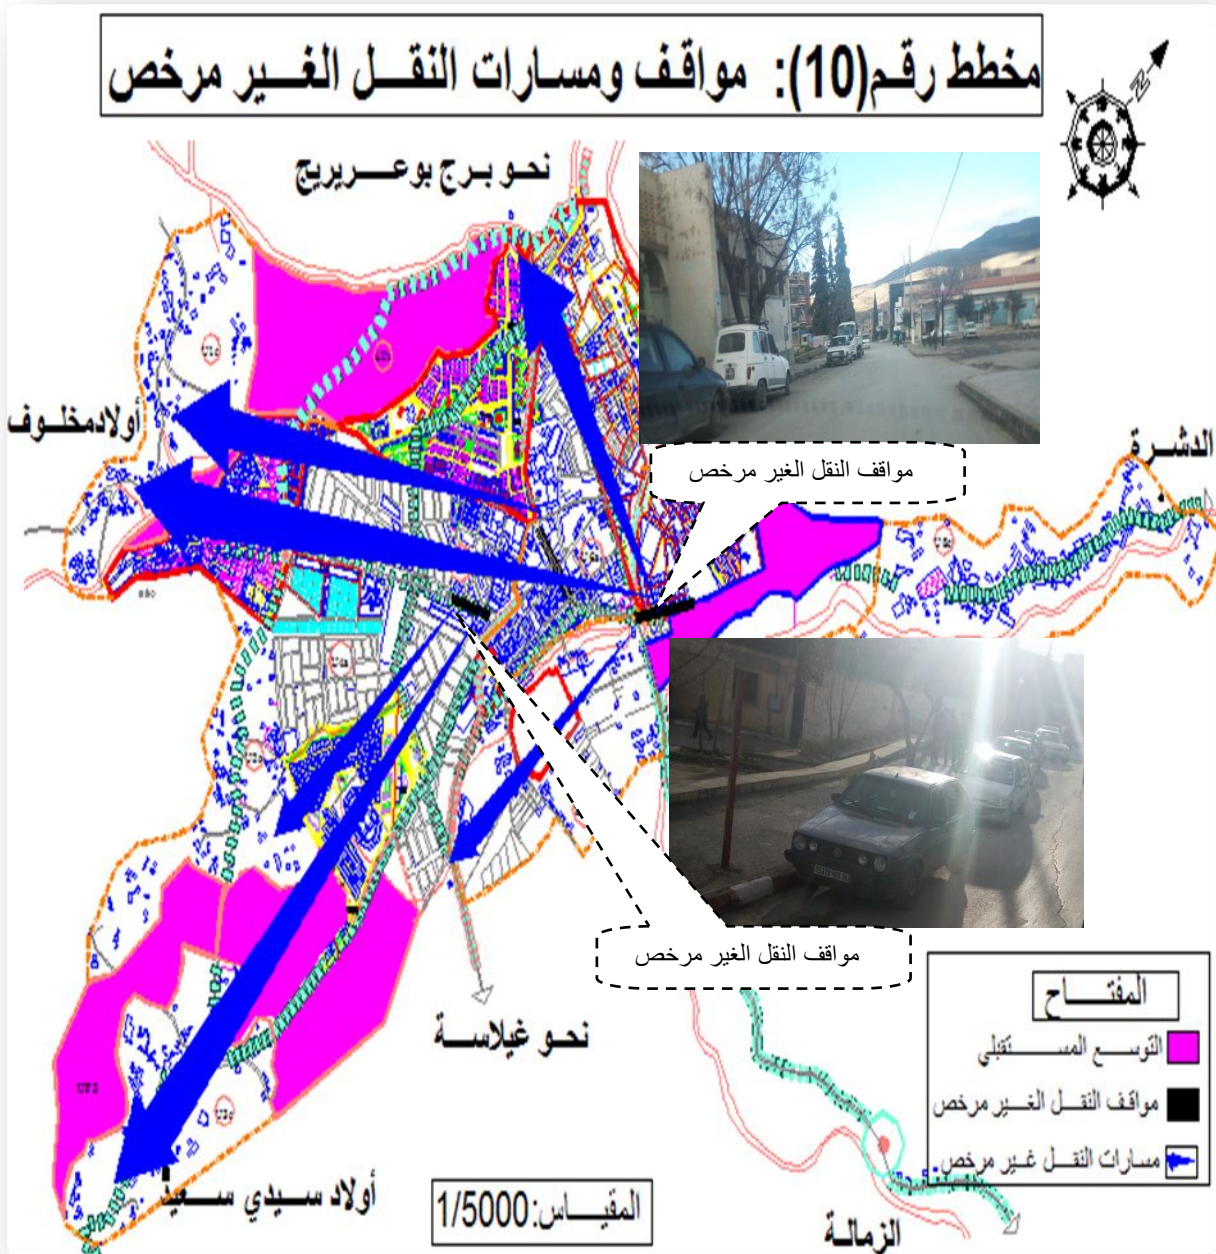 مخطط رقم(10): مواقف ومسارات النقل الغير مرخص
N
نحو برج بوعريريج
أولادمخلوف
الدشرة
مواقف النقل الغير مرخص
مواقف النقل الغير مرخص
نحو غيلاسة
أولاد سيدي سعيد
الزمالة
المقياس:1/5000
المفتاح
التوسع المستقبلي
مواقف النقل الغير مرخص
مسارات النقل غير مرخص